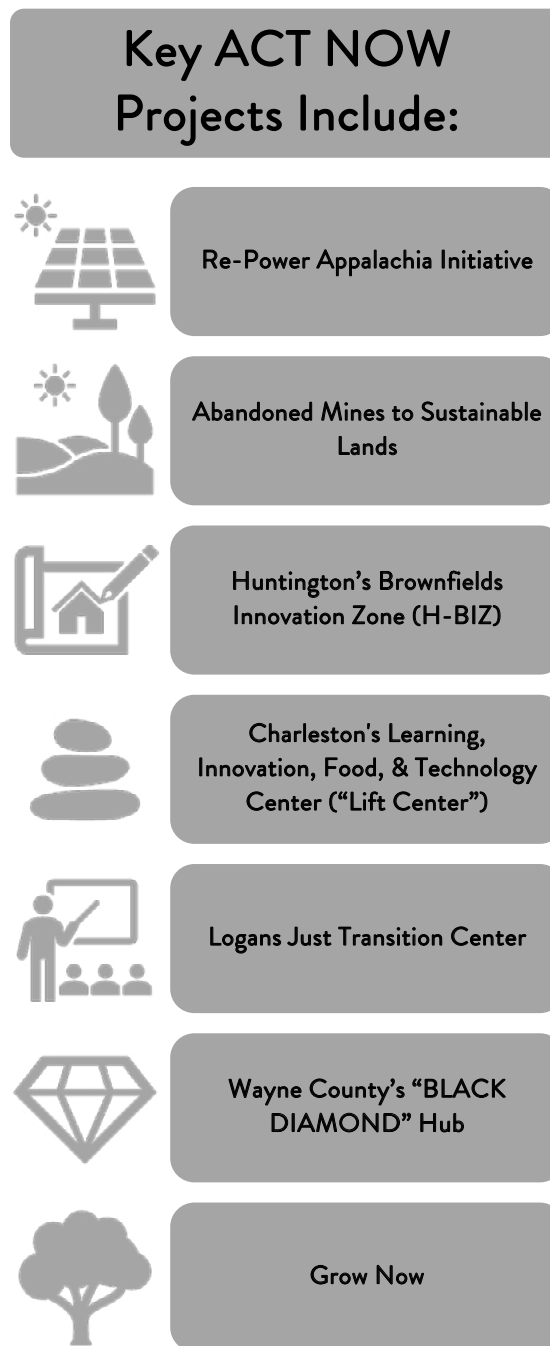 Key ACT NOW
Projects Include:
Re-Power Appalachia Initiative
Abandoned Mines to Sustainable
Lands
Huntington’s Brownfields
Innovation Zone (H-BIZ)
Charleston's Learning,
Innovation, Food, & Technology
Center (“Lift Center”)
Logans Just Transition Center
Wayne County’s “BLACK
DIAMOND” Hub
Grow Now